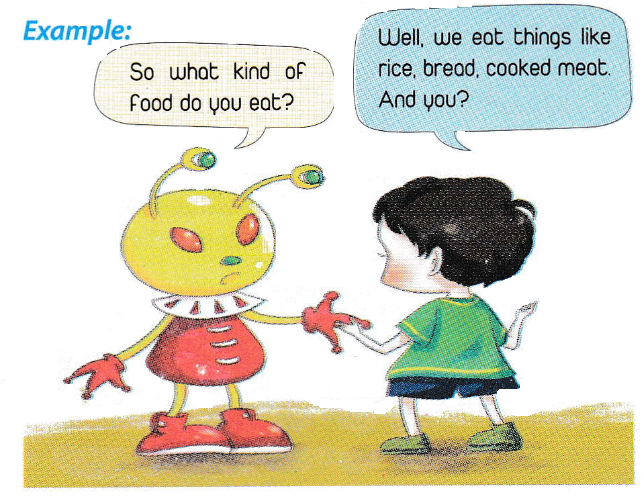 Example:
So what kind of
food do you eat?
Well, we eat things like
rice, bread, cooked meat.
And you?